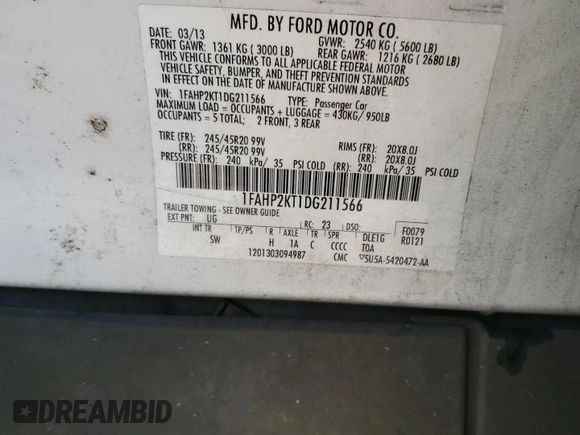 MFD. BY FORD MOTOR CO.
DATE: 03/13 GVWR: 2540 KG ( 5600 LB)
FRONT GAWR: 1361 KG ( 3000 LB) REAR GAWR: 1216 KG ( 2680 LB)
THIS VEHICLE CONFORMS TO ALL APPLICABLE FEDERAL MOTOR
VEHICLE SAFETY, BUMPER, AND THEFT PREVENTION STANDARDS
IN EFFECT ON THE DATE OF MANUFACTURE SHOWN ABOVE.
VIN: 1FAHP2KT1DG211566 TYPE: Passenger Car
MAXIMUM LOAD = OCCUPANTS + LUGGAGE = 430KG/ 950LB
OCCUPANTS = 5 TOTAL; 2 FRONT, 3 REAR
TIRE (FR): 245/45R20 99V RIMS (FR): 20X8.0J
(RR): 245/45R20 99V (RR): 20X8.0J
PRESSURE (FR): 240 kPa/ 35 PSI COLD (RR): 240 kPa/ 35 PSI COLD
1FAHP2KT1DG211566
TRAILER TOWING - SEE OWNER GUIDE
EXT PNT: UG RC: 23 DSO: F0079
INT TR TP/PS R AXLE TR SPR DLE1G R0121
SW H 1A C CCCC TOA
1201303094987 CMC ▽5U5A-5420472-AA
DREAMBID